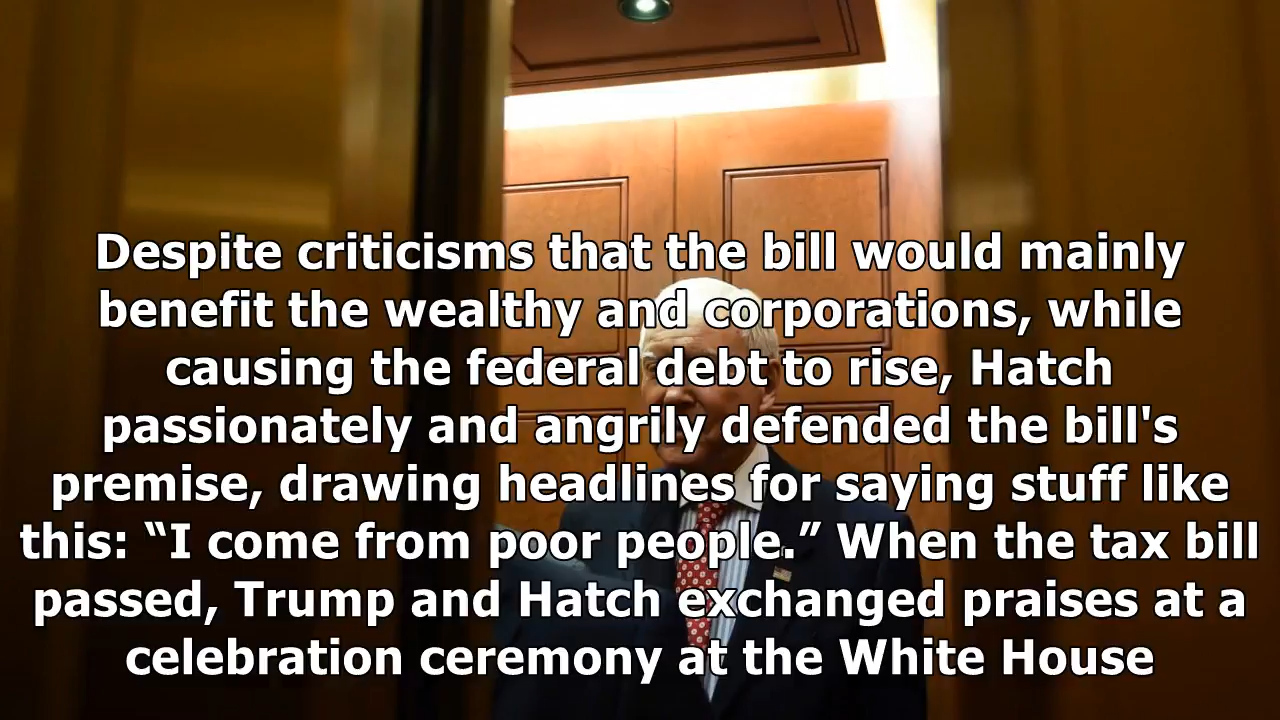 Despite criticisms that the bill would mainly
benefit the wealthy and corporations, while
causing the federal debt to rise, Hatch
passionately and angrily defended the bill's
premise, drawing headlines for saying stuff like
this: “I come from poor people.” When the tax bill
passed, Trump and Hatch exchanged praises at a
celebration ceremony at the White House